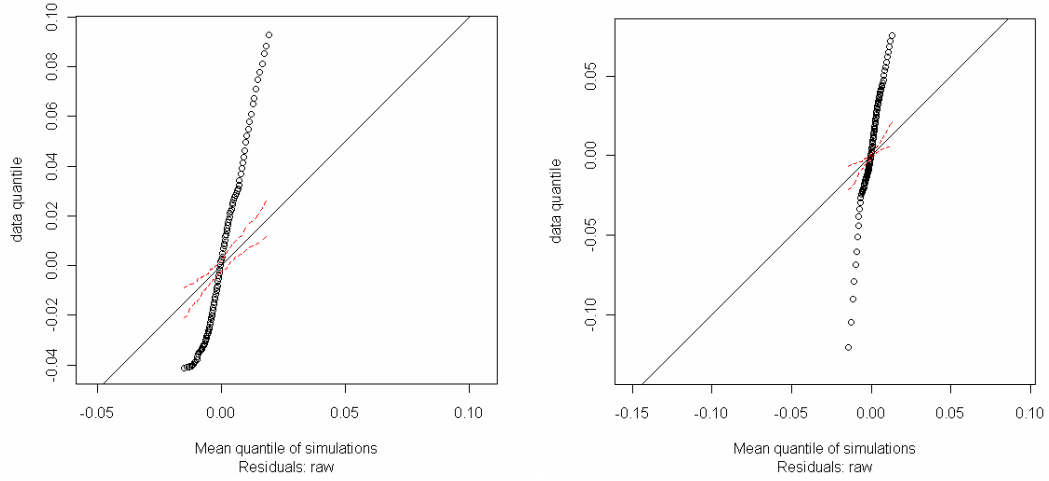 0.10
0.08
0.06
0.04
0.02
0.00
-0.02
-0.04
data quantile
-0.05 0.00 0.05 0.10
Mean quantile of simulations
Residuals: raw
0.05
0.00
-0.05
-0.10
data quantile
-0.15 -0.10 -0.05 0.00 0.05 0.10
Mean quantile of simulations
Residuals: raw